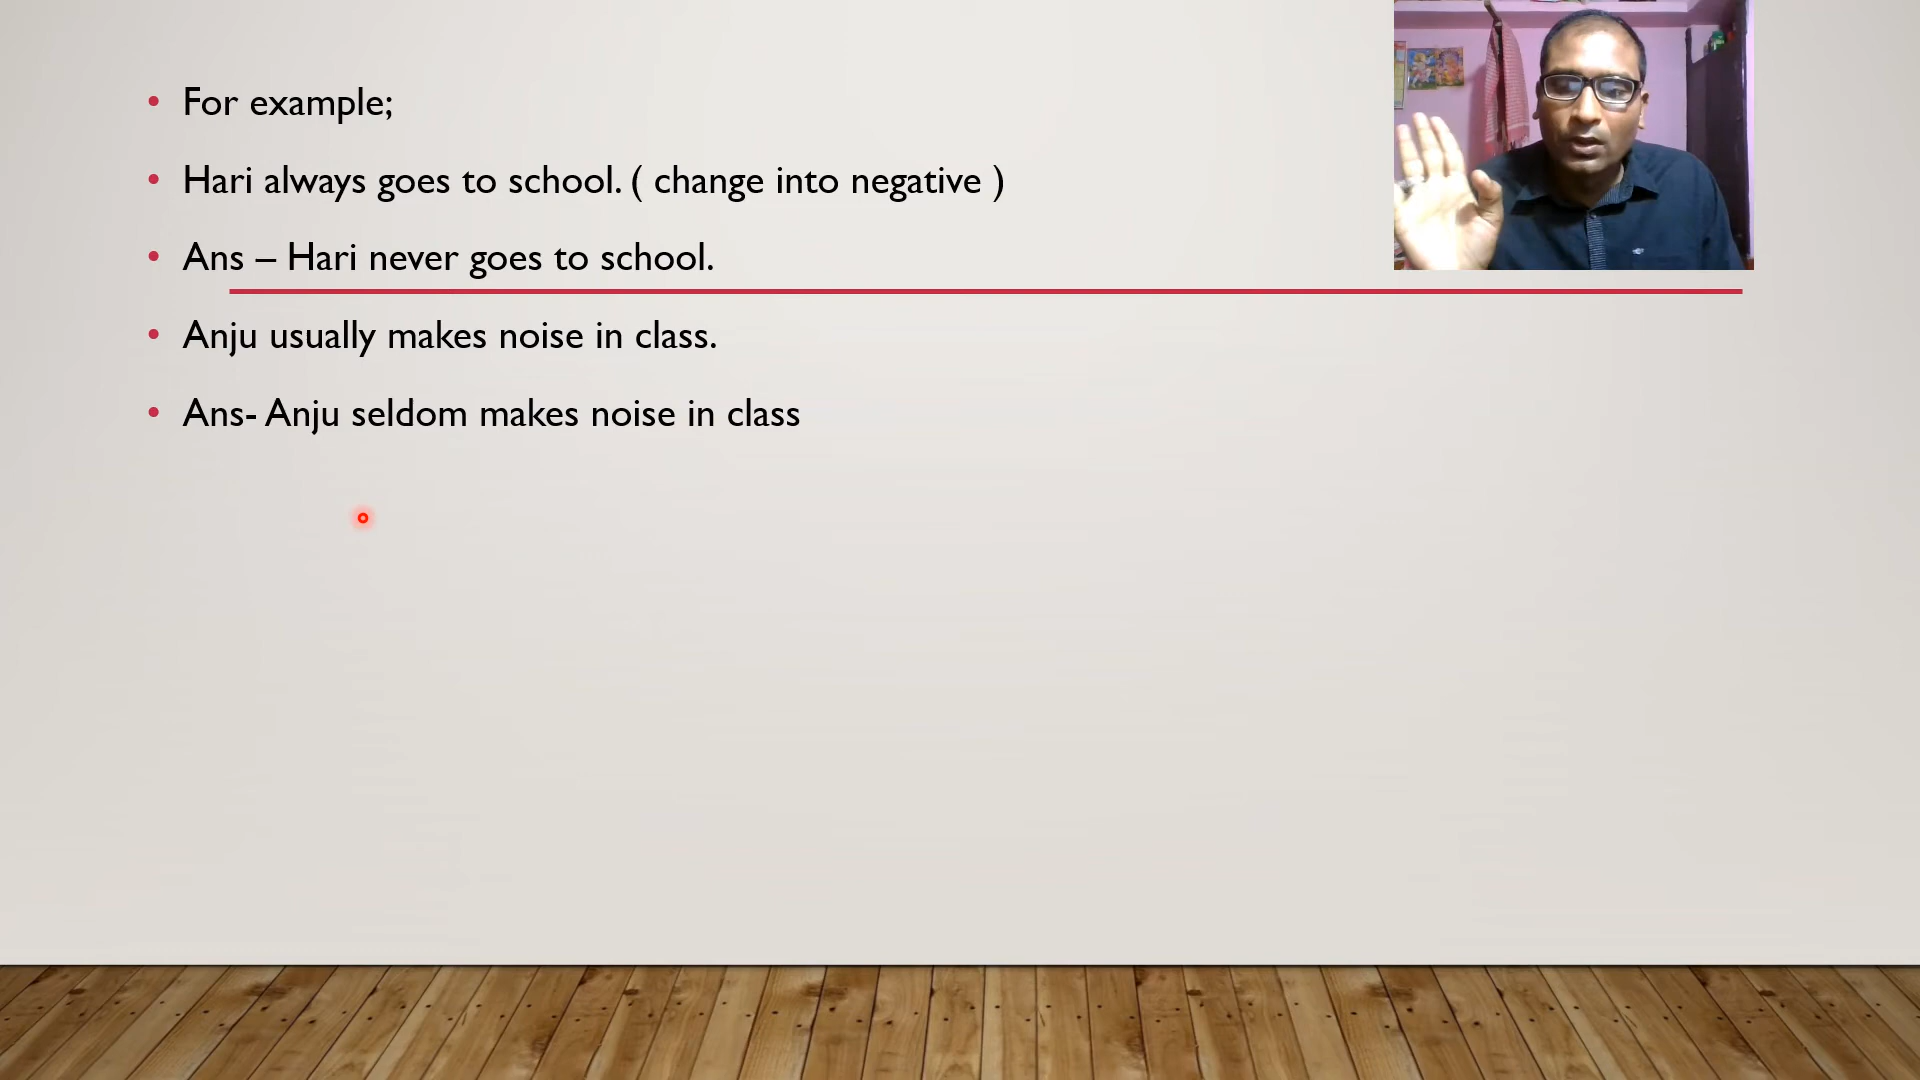 For example;
Hari always goes to school. ( change into negative )
Ans – Hari never goes to school.
Anju usually makes noise in class.
Ans- Anju seldom makes noise in class